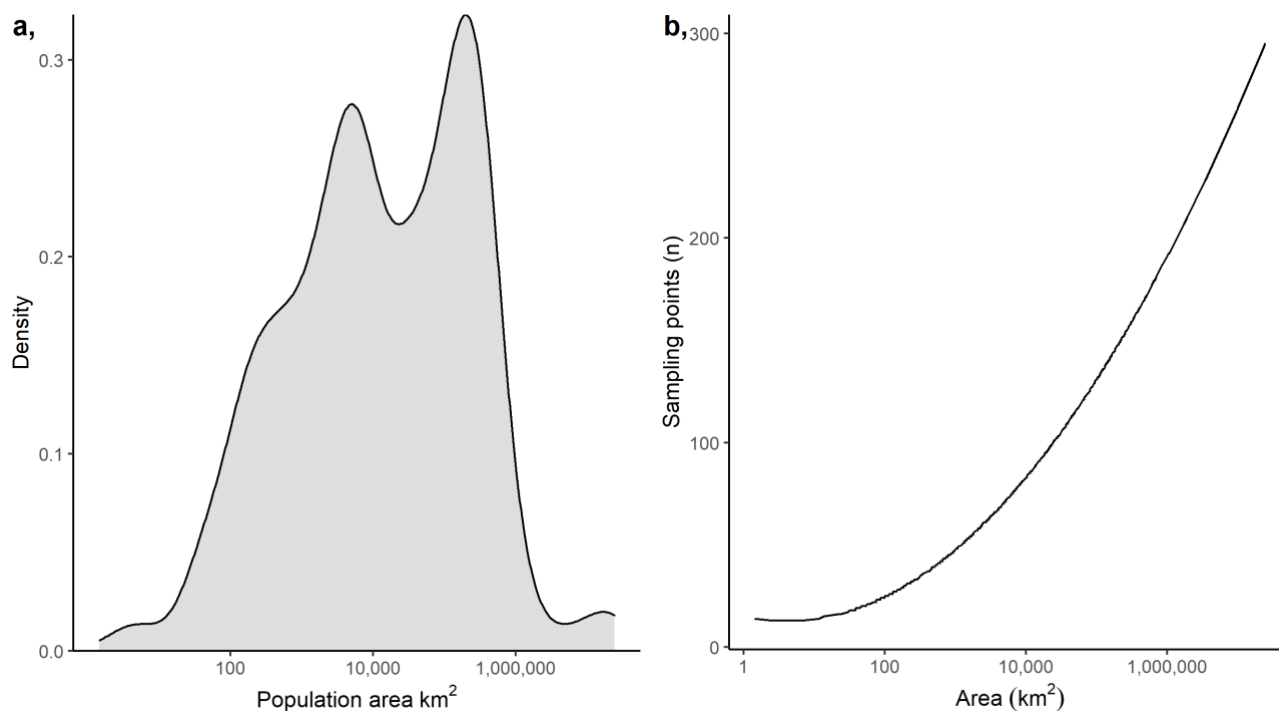 a,
0.3
0.2
0.1
0.0
Density
100
10,000
1,000,000
Population area km²
b,
300
200
100
0
Sampling points (n)
1
100
10,000
1,000,000
Area (km²)